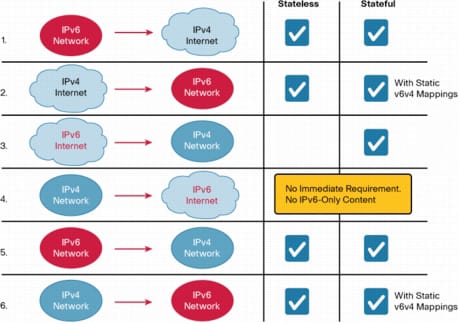 Stateless
Stateful
1.
IPv6
Network
IPv4
Internet
2.
IPv4
Internet
IPv6
Network
With Static
v6v4 Mappings
3.
IPv6
Internet
IPv4
Network
4.
IPv4
Network
IPv6
Internet
No Immediate Requirement.
No IPv6-Only Content
5.
IPv6
Network
IPv4
Network
6.
IPv4
Network
IPv6
Network
With Static
v6v4 Mappings